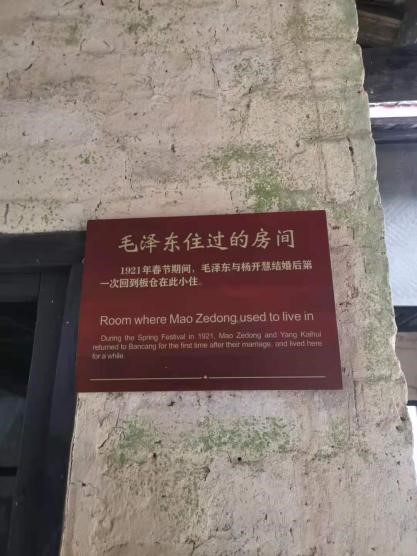 毛泽东住过的房间
1921年春节期间，毛泽东与杨开慧结婚后第
一次回到板仓在此小住。
Room where Mao Zedong used to live in
During the Spring Festival in 1921, Mao Zedong and Yang Kaihui
returned to Bancang for the first time after their marriage, and lived here
for a while.